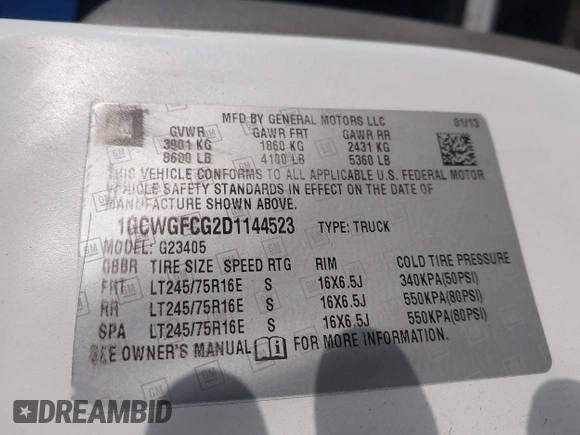 MFD BY GENERAL MOTORS LLC 01/13
GVWR GAWR FRT GAWR RR
3901 KG 1860 KG 2431 KG
8600 LB 4100 LB 5360 LB
THIS VEHICLE CONFORMS TO ALL APPLICABLE U.S. FEDERAL MOTOR
VEHICLE SAFETY STANDARDS IN EFFECT ON THE DATE OF
MANUFACTURE SHOWN ABOVE.
1GCWGFCG2D1144523 TYPE: TRUCK
MODEL: G23405
TIRE SIZE SPEED RTG RIM COLD TIRE PRESSURE
FRT LT245/75R16E S 16X6.5J 340KPA(50PSI)
RR LT245/75R16E S 16X6.5J 550KPA(80PSI)
SPA LT245/75R16E S 16X6.5J 550KPA(80PSI)
SEE OWNER'S MANUAL FOR MORE INFORMATION.
GM
DREAMBID